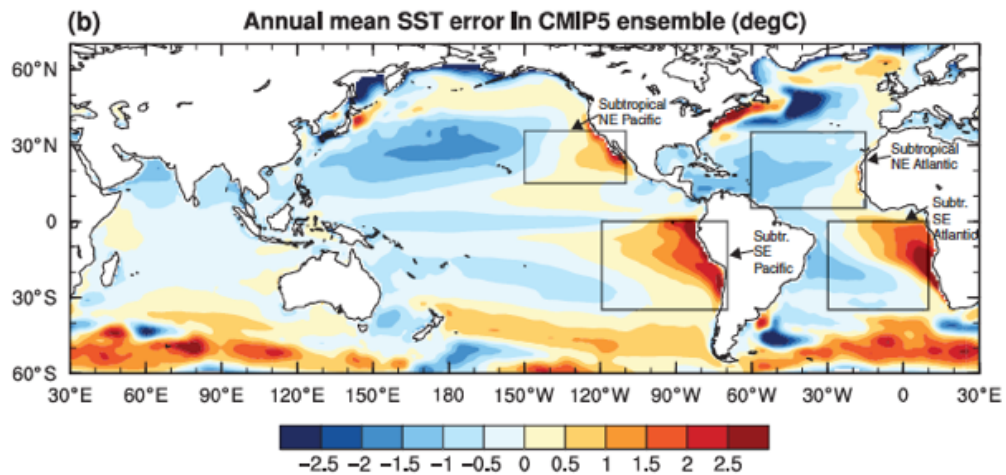 (b) Annual mean SST error in CMIP5 ensemble (degC)
60°N
30°N
0
30°S
60°S
Subtropical
NE Pacific
Subtropical
NE Atlantic
Subtr.
SE
Atlantic
Subtr.
SE
Pacific
30°E 60°E 90°E 120°E 150°E 180 150°W 120°W 90°W 60°W 30°W 0 30°E
−2.5 −2 −1.5 −1 −0.5 0 0.5 1 1.5 2 2.5